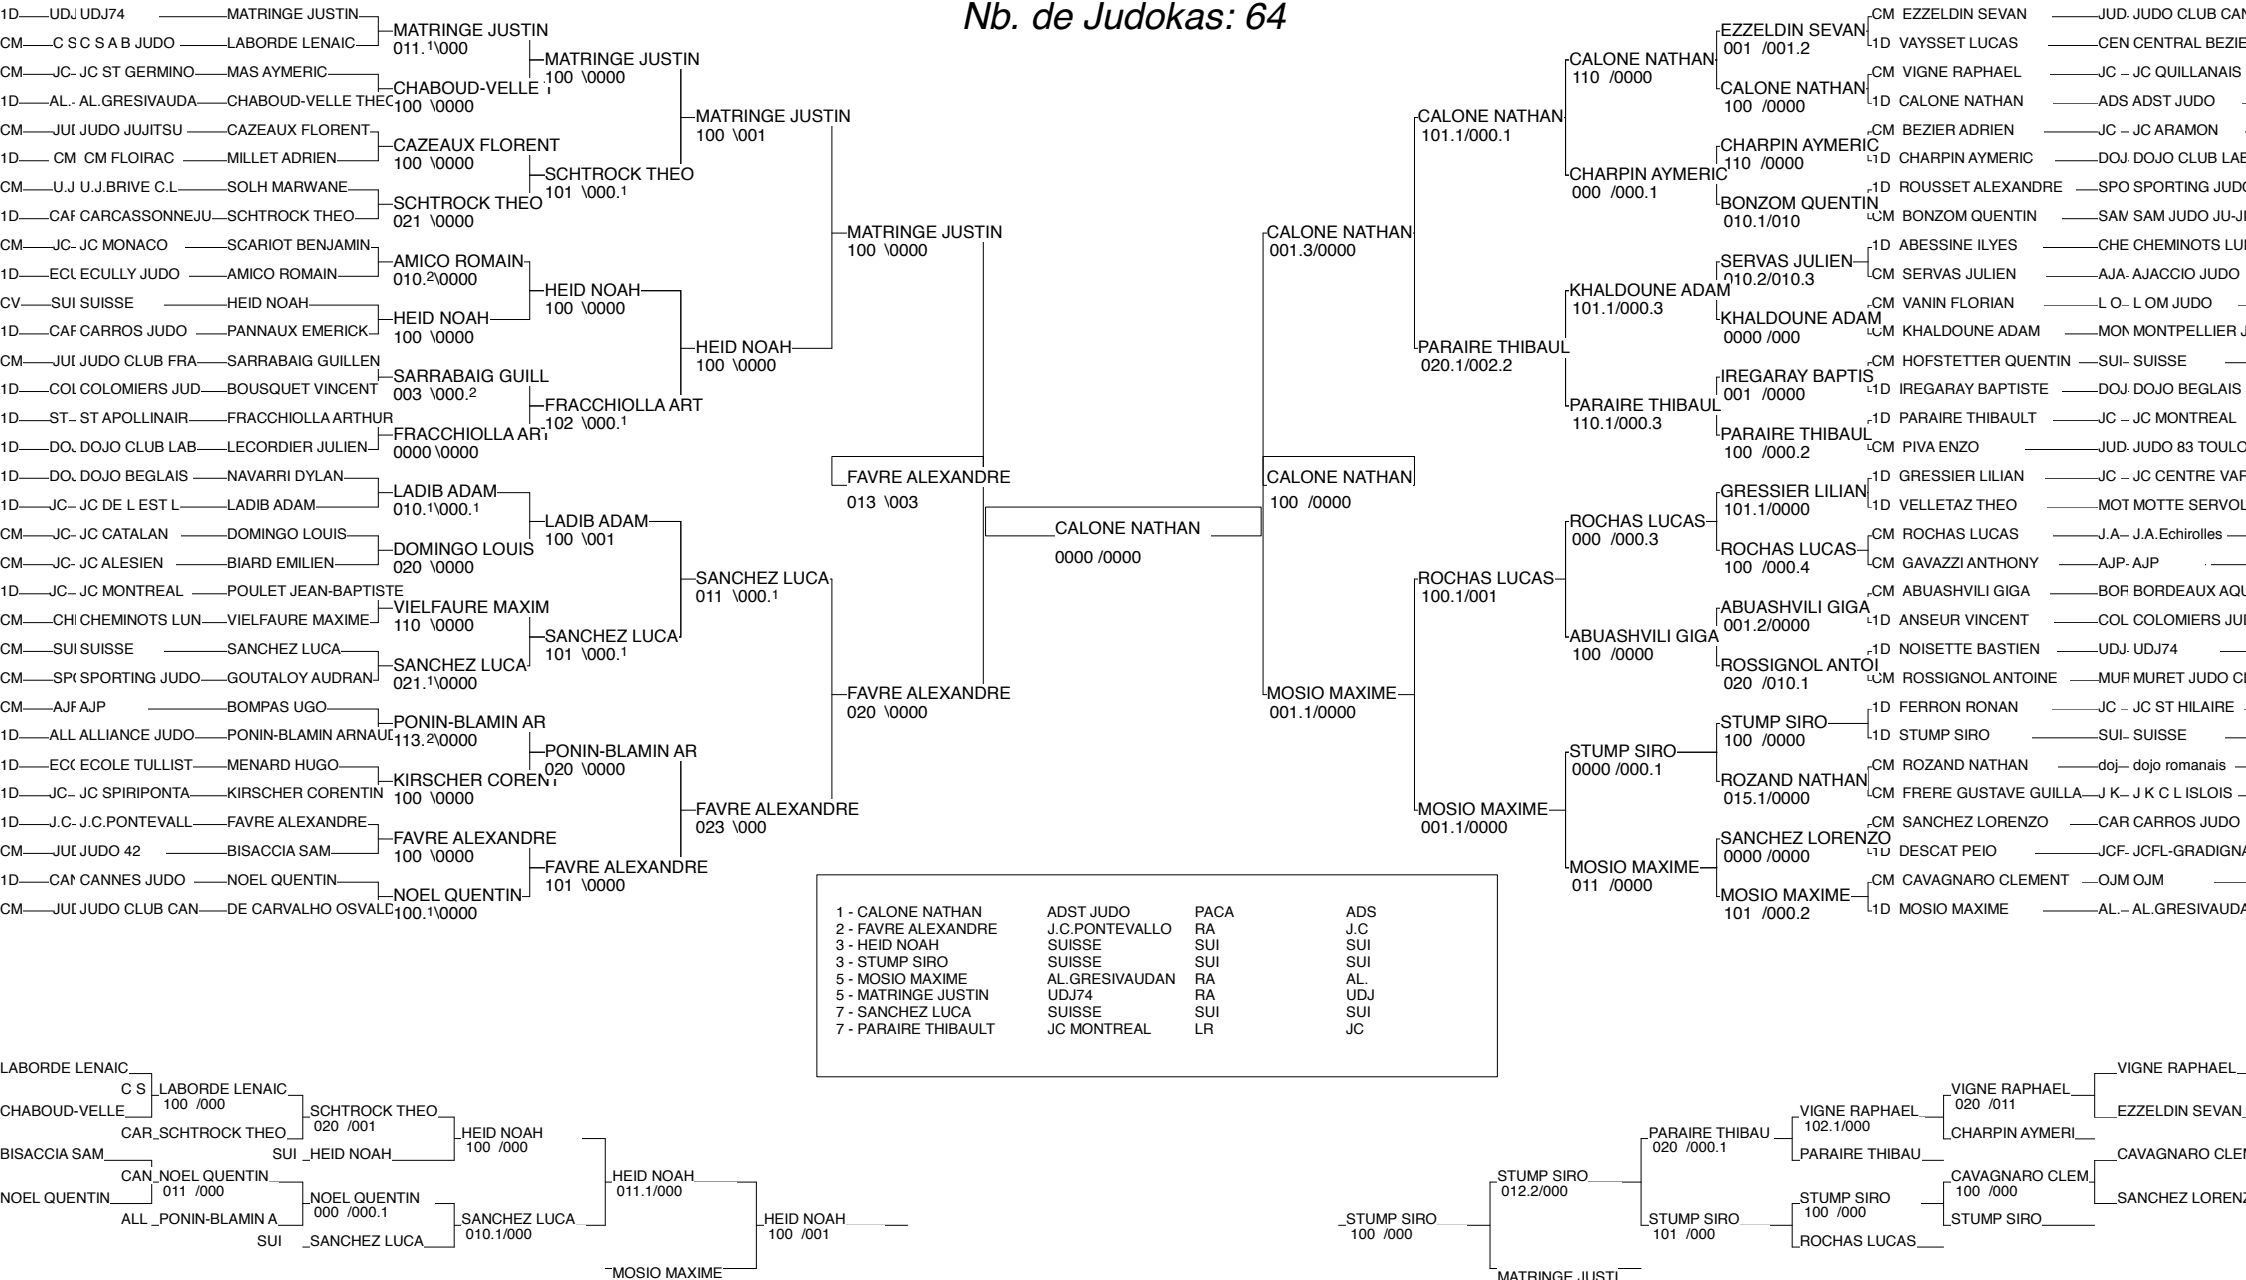 Nb. de Judokas: 64
1D UDJ UDJ74 MATRINGE JUSTIN
CM C S C S A B JUDO LABORDE LENAIC
CM JC- JC ST GERMINO MAS AYMERIC
1D AL.- AL.GRESIVAUDA CHABOUD-VELLE THEO
CM JUI JUDO JUJITSU CAZEAUX FLORENT
1D CM CM FLOIRAC MILLET ADRIEN
CM U.J U.J.BRIVE C.L SOLH MARWANE
1D CAF CARCASSONNEJU SCHTROCK THEO
CM JC- JC MONACO SCARIOT BENJAMIN
1D ECU ECULLY JUDO AMICO ROMAIN
CV SUI SUISSE HEID NOAH
1D CAF CARROS JUDO PANNAUX EMERICK
CM JUI JUDO CLUB FRA SARRABAIG GUILLEN
1D COL COLOMIERS JUD BOUSQUET VINCENT
1D ST- ST APOLLINAIR FRACCHIOLLA ARTHUR
1D DOJ DOJO CLUB LAB LECORDIER JULIEN
1D DOJ DOJO BEGLAIS NAVARRI DYLAN
1D JC- JC DE L EST L LADIB ADAM
CM JC- JC CATALAN DOMINGO LOUIS
CM JC- JC ALESIEN BIARD EMILIEN
1D JC- JC MONTREAL POULET JEAN-BAPTISTE
CM CHI CHEMINOTS LUN VIELFAURE MAXIME
CM SUI SUISSE SANCHEZ LUCA
CM SPO SPORTING JUDO GOUTALOY AUDRAN
CM AJP AJP BOMPAS UGO
1D ALL ALLIANCE JUDO PONIN-BLAMIN ARNAUD
1D ECO ECOLE TULLIST MENARD HUGO
1D JC- JC SPIRIPONTA KIRSCHER CORENTIN
1D J.C- J.C.PONTEVALL FAVRE ALEXANDRE
CM JUI JUDO 42 BISACCIA SAM
1D CAN CANNES JUDO NOEL QUENTIN
CM JUI JUDO CLUB CAN DE CARVALHO OSVALD
MATRINGE JUSTIN
011.1\000
CHABOUD-VELLE
100 \0000
CAZEAUX FLORENT
100 \0000
SCHTROCK THEO
021 \0000
AMICO ROMAIN
010.2\0000
HEID NOAH
100 \0000
SARRABAIG GUILL
003 \000.2
FRACCHIOLLA ART
0000 \0000
LADIB ADAM
010.1\000.1
DOMINGO LOUIS
020 \0000
VIELFAURE MAXIM
110 \0000
SANCHEZ LUCA
021.1\0000
PONIN-BLAMIN AR
113.2\0000
KIRSCHER CORENT
100 \0000
FAVRE ALEXANDRE
100 \0000
NOEL QUENTIN
100.1\0000
MATRINGE JUSTIN
100 \0000
SCHTROCK THEO
101 \000.1
HEID NOAH
100 \0000
FRACCHIOLLA ART
102 \000.1
LADIB ADAM
100 \001
SANCHEZ LUCA
101 \000.1
PONIN-BLAMIN AR
020 \0000
FAVRE ALEXANDRE
101 \0000
MATRINGE JUSTIN
100 \001
HEID NOAH
100 \0000
SANCHEZ LUCA
011 \000.1
FAVRE ALEXANDRE
023 \000
MATRINGE JUSTIN
100 \0000
FAVRE ALEXANDRE
020 \0000
FAVRE ALEXANDRE
013 \003
CALONE NATHAN
0000 /0000
CALONE NATHAN
100 /0000
CALONE NATHAN
001.3/0000
MOSIO MAXIME
001.1/0000
CALONE NATHAN
101.1/000.1
PARAIRE THIBAUL
020.1/002.2
ROCHAS LUCAS
100.1/001
MOSIO MAXIME
001.1/0000
CALONE NATHAN
110 /0000
CHARPIN AYMERIC
000 /000.1
KHALDOUNE ADAM
101.1/000.3
PARAIRE THIBAUL
110.1/000.3
ROCHAS LUCAS
000 /000.3
ABUASHVILI GIGA
100 /0000
STUMP SIRO
0000 /000.1
MOSIO MAXIME
011 /0000
EZZELDIN SEVAN
001 /001.2
CALONE NATHAN
100 /0000
CHARPIN AYMERIC
110 /0000
BONZOM QUENTIN
010.1/010
SERVAS JULIEN
010.2/010.3
KHALDOUNE ADAM
0000 /000
IREGARAY BAPTIS
001 /0000
PARAIRE THIBAUL
100 /000.2
GRESSIER LILIAN
101.1/0000
ROCHAS LUCAS
100 /000.4
ABUASHVILI GIGA
001.2/0000
ROSSIGNOL ANTOI
020 /010.1
STUMP SIRO
100 /0000
ROZAND NATHAN
015.1/0000
SANCHEZ LORENZO
0000 /0000
MOSIO MAXIME
101 /000.2
CM EZZELDIN SEVAN JUD- JUDO CLUB CAN
1D VAYSSET LUCAS CEN CENTRAL BEZIE
CM VIGNE RAPHAEL JC – JC QUILLANAIS
1D CALONE NATHAN ADS ADST JUDO
CM BEZIER ADRIEN JC – JC ARAMON
1D CHARPIN AYMERIC DOJ- DOJO CLUB LAB
1D ROUSSET ALEXANDRE SPO SPORTING JUDO
CM BONZOM QUENTIN SAM SAM JUDO JU-JI
1D ABESSINE ILYES CHE CHEMINOTS LUN
CM SERVAS JULIEN AJA- AJACCIO JUDO
CM VANIN FLORIAN L O– L OM JUDO
CM KHALDOUNE ADAM MON MONTPELLIER J
CM HOFSTETTER QUENTIN SUI– SUISSE
1D IREGARAY BAPTISTE DOJ- DOJO BEGLAIS
1D PARAIRE THIBAULT JC – JC MONTREAL
CM PIVA ENZO JUD- JUDO 83 TOULO
1D GRESSIER LILIAN JC – JC CENTRE VAR
1D VELLETAZ THEO MOT MOTTE SERVOL
CM ROCHAS LUCAS J.A– J.A.Echirolles
CM GAVAZZI ANTHONY AJP- AJP
CM ABUASHVILI GIGA BOR BORDEAUX AQU
1D ANSEUR VINCENT COL COLOMIERS JUD
1D NOISETTE BASTIEN UDJ- UDJ74
CM ROSSIGNOL ANTOINE MUR MURET JUDO CL
1D FERRON RONAN JC – JC ST HILAIRE
1D STUMP SIRO SUI– SUISSE
CM ROZAND NATHAN doj– dojo romanais
CM FRERE GUSTAVE GUILLA J K– J K C L ISLOIS
CM SANCHEZ LORENZO CAR CARROS JUDO
1D DESCAT PEIO JCF- JCFL-GRADIGNA
CM CAVAGNARO CLEMENT OJM OJM
1D MOSIO MAXIME AL.– AL.GRESIVAUDA
1 - CALONE NATHAN ADST JUDO PACA ADS
2 - FAVRE ALEXANDRE J.C.PONTEVALLO RA J.C
3 - HEID NOAH SUISSE SUI SUI
3 - STUMP SIRO SUISSE SUI SUI
5 - MOSIO MAXIME AL.GRESIVAUDAN RA AL.
5 - MATRINGE JUSTIN UDJ74 RA UDJ
7 - SANCHEZ LUCA SUISSE SUI SUI
7 - PARAIRE THIBAULT JC MONTREAL LR JC
LABORDE LENAIC
CHABOUD-VELLE
BISACCIA SAM
NOEL QUENTIN
C S LABORDE LENAIC
100 /000
CAR SCHTROCK THEO
CAN NOEL QUENTIN
011 /000
ALL PONIN-BLAMIN A
SCHTROCK THEO
020 /001
SUI HEID NOAH
NOEL QUENTIN
000 /000.1
SUI SANCHEZ LUCA
HEID NOAH
100 /000
SANCHEZ LUCA
010.1/000
HEID NOAH
011.1/000
MOSIO MAXIME
HEID NOAH
100 /001
STUMP SIRO
100 /000
STUMP SIRO
012.2/000
MATRINGE JUSTI
PARAIRE THIBAU
020 /000.1
STUMP SIRO
101 /000
VIGNE RAPHAEL
102.1/000
PARAIRE THIBAU
STUMP SIRO
100 /000
ROCHAS LUCAS
VIGNE RAPHAEL
020 /011
CHARPIN AYMERI
CAVAGNARO CLEM
100 /000
STUMP SIRO
VIGNE RAPHAEL
EZZELDIN SEVAN
CAVAGNARO CLEM
SANCHEZ LORENZ